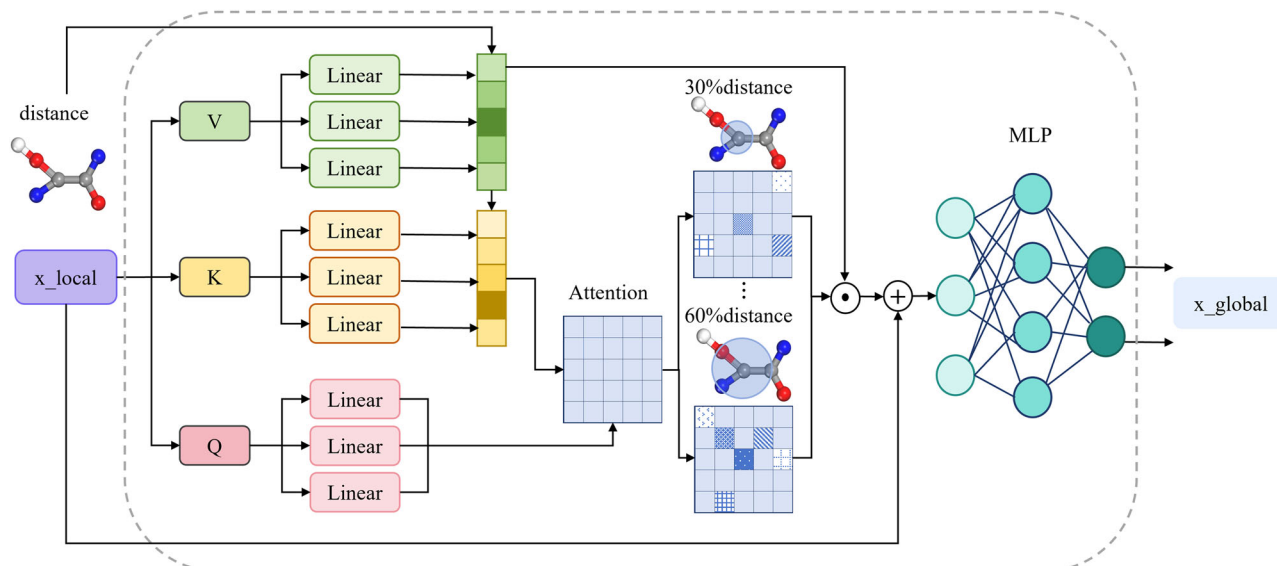 distance
x_local
V
K
Q
Linear
Linear
Linear
Linear
Linear
Linear
Linear
Linear
Linear
Attention
30%distance
60%distance
MLP
x_global